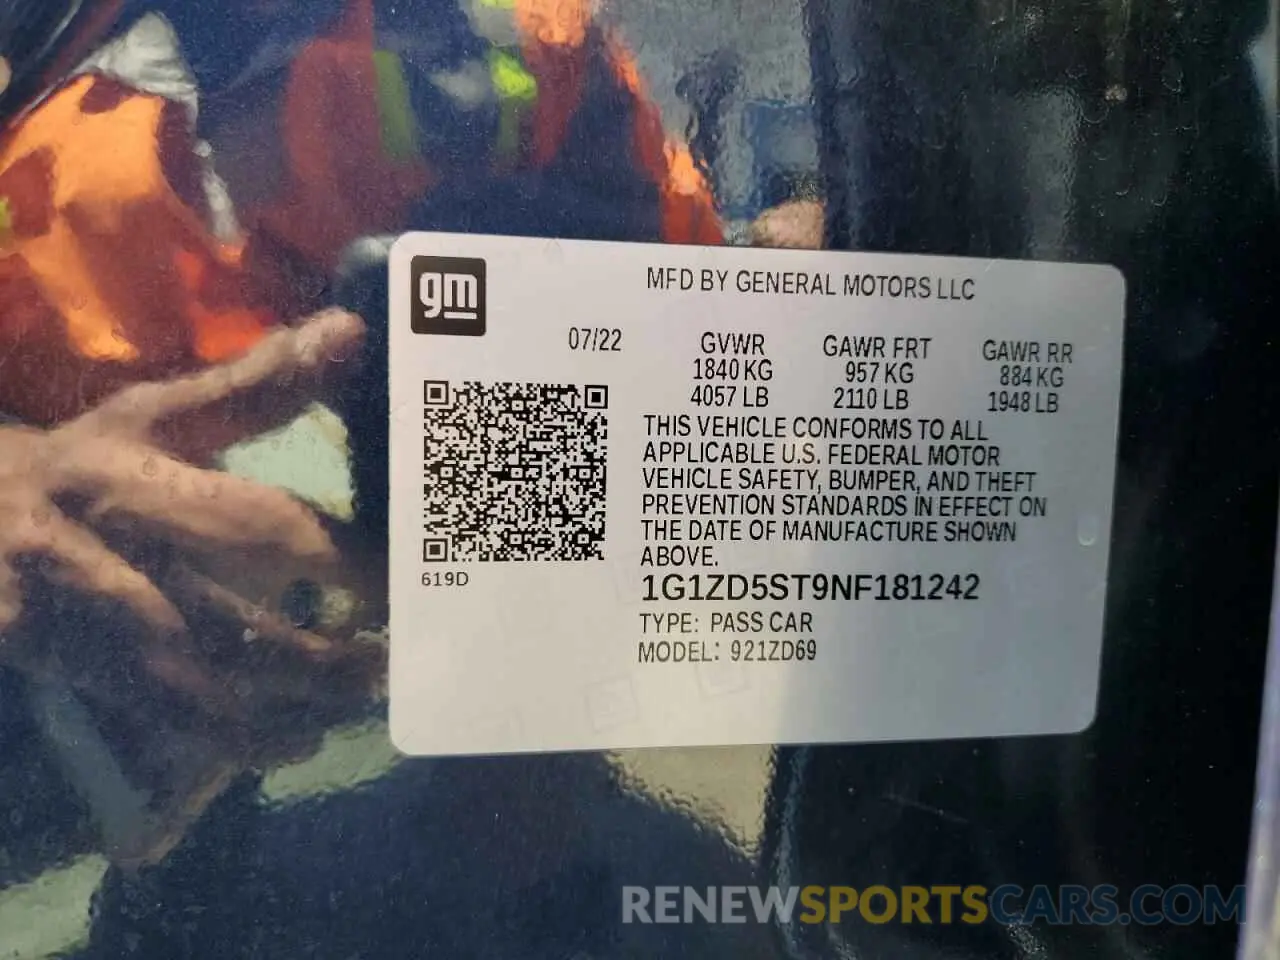 gm
MFD BY GENERAL MOTORS LLC
07/22
GVWR GAWR FRT GAWR RR
1840 KG 957 KG 884 KG
4057 LB 2110 LB 1948 LB
THIS VEHICLE CONFORMS TO ALL
APPLICABLE U.S. FEDERAL MOTOR
VEHICLE SAFETY, BUMPER, AND THEFT
PREVENTION STANDARDS IN EFFECT ON
THE DATE OF MANUFACTURE SHOWN
ABOVE.
619D
1G1ZD5ST9NF181242
TYPE: PASS CAR
MODEL: 921ZD69
RENEWSPORTSCARS.COM